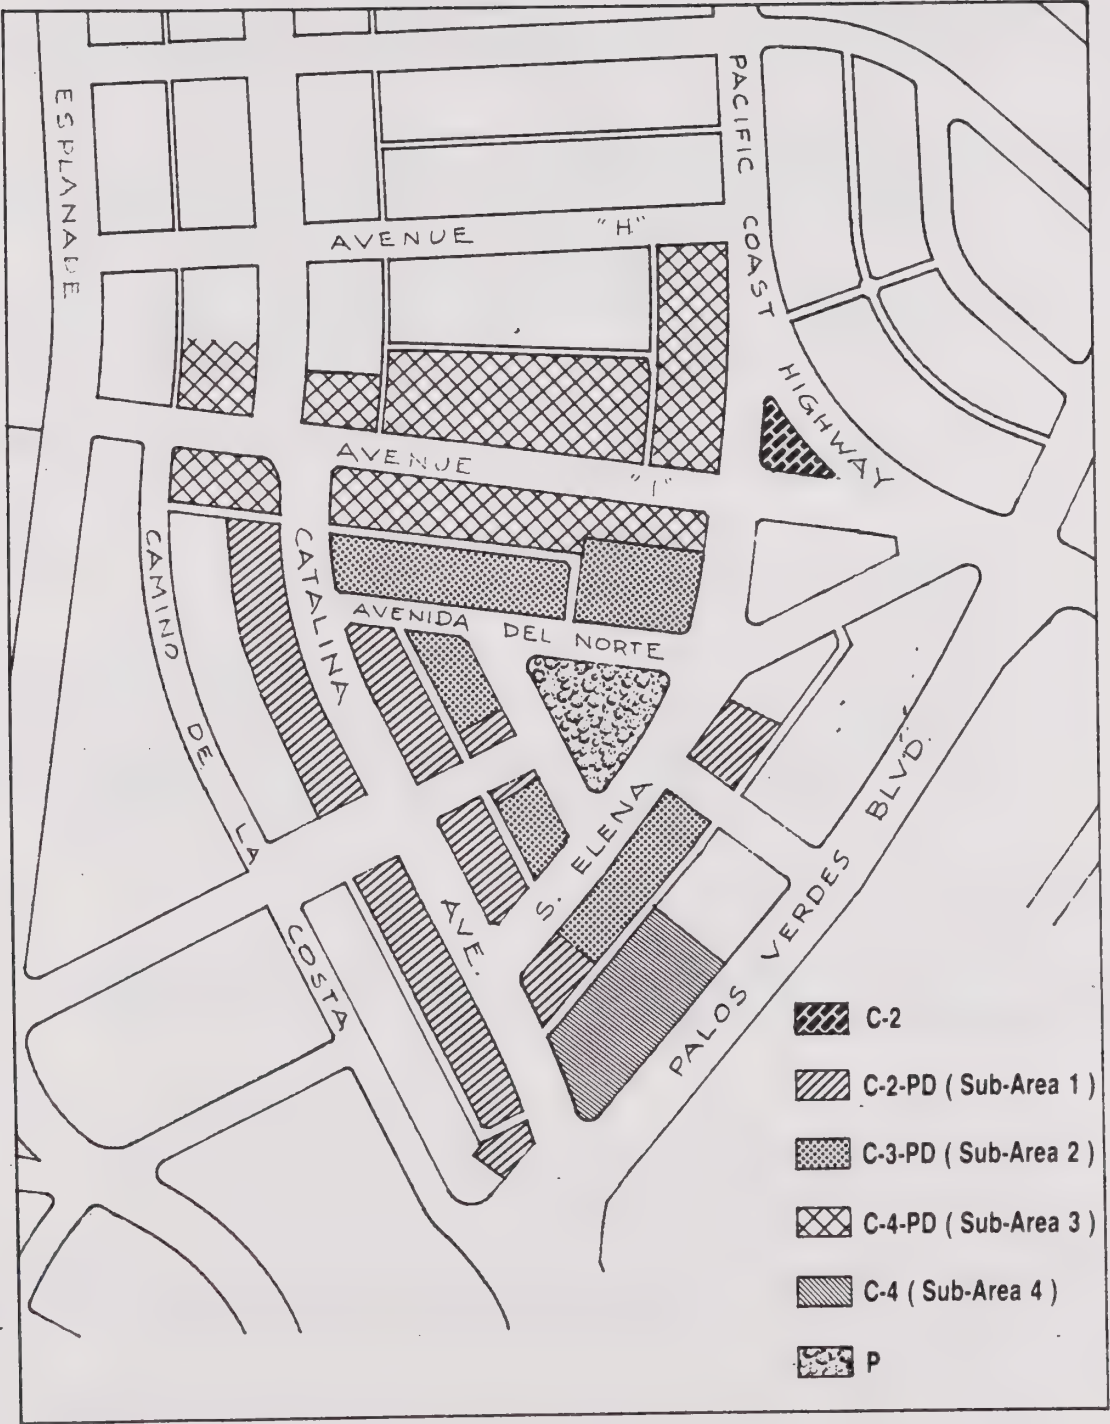 ESPLANADE
PACIFIC COAST HIGHWAY
AVENUE "H"
AVENUE "I"
CAMINO DE LA COSTA
CATALINA AVE.
AVENIDA DEL NORTE
S. ELENA
PALOS VERDES BLVD.
C-2
C-2-PD ( Sub-Area 1 )
C-3-PD ( Sub-Area 2 )
C-4-PD ( Sub-Area 3 )
C-4 ( Sub-Area 4 )
P